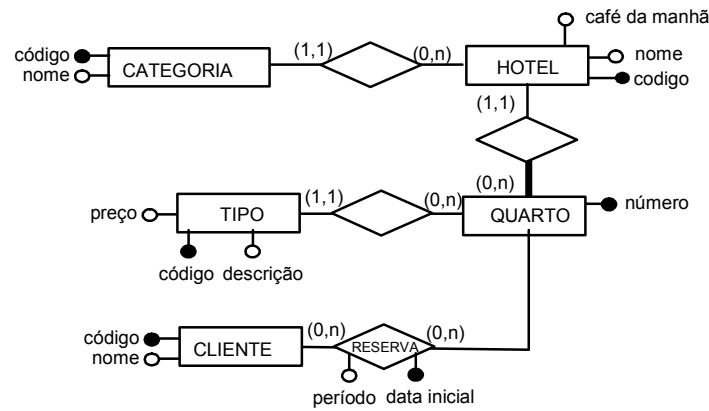 café da manhã
código
nome
CATEGORIA
(1,1)
(0,n)
HOTEL
nome
codigo
(1,1)
(0,n)
preço
TIPO
(1,1)
(0,n)
QUARTO
número
código descrição
código
nome
CLIENTE
(0,n)
RESERVA
(0,n)
período
data inicial